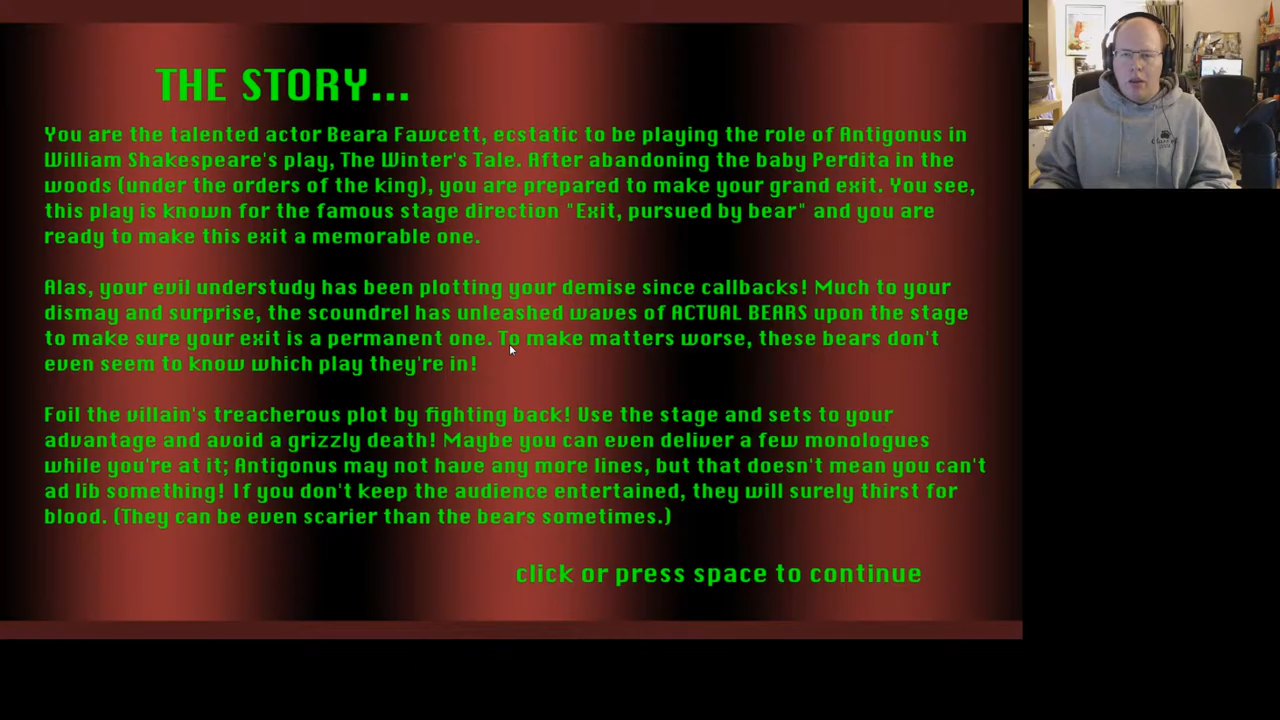 THE STORY...
You are the talented actor Beara Fawcett, ecstatic to be playing the role of Antigonus in
William Shakespeare's play, The Winter's Tale. After abandoning the baby Perdita in the
woods (under the orders of the king), you are prepared to make your grand exit. You see,
this play is known for the famous stage direction "Exit, pursued by bear" and you are
ready to make this exit a memorable one.
Alas, your evil understudy has been plotting your demise since callbacks! Much to your
dismay and surprise, the scoundrel has unleashed waves of ACTUAL BEARS upon the stage
to make sure your exit is a permanent one. To make matters worse, these bears don't
even seem to know which play they're in!
Foil the villain's treacherous plot by fighting back! Use the stage and sets to your
advantage and avoid a grizzly death! Maybe you can even deliver a few monologues
while you're at it; Antigonus may not have any more lines, but that doesn't mean you can't
ad lib something! If you don't keep the audience entertained, they will surely thirst for
blood. (They can be even scarier than the bears sometimes.)
click or press space to continue